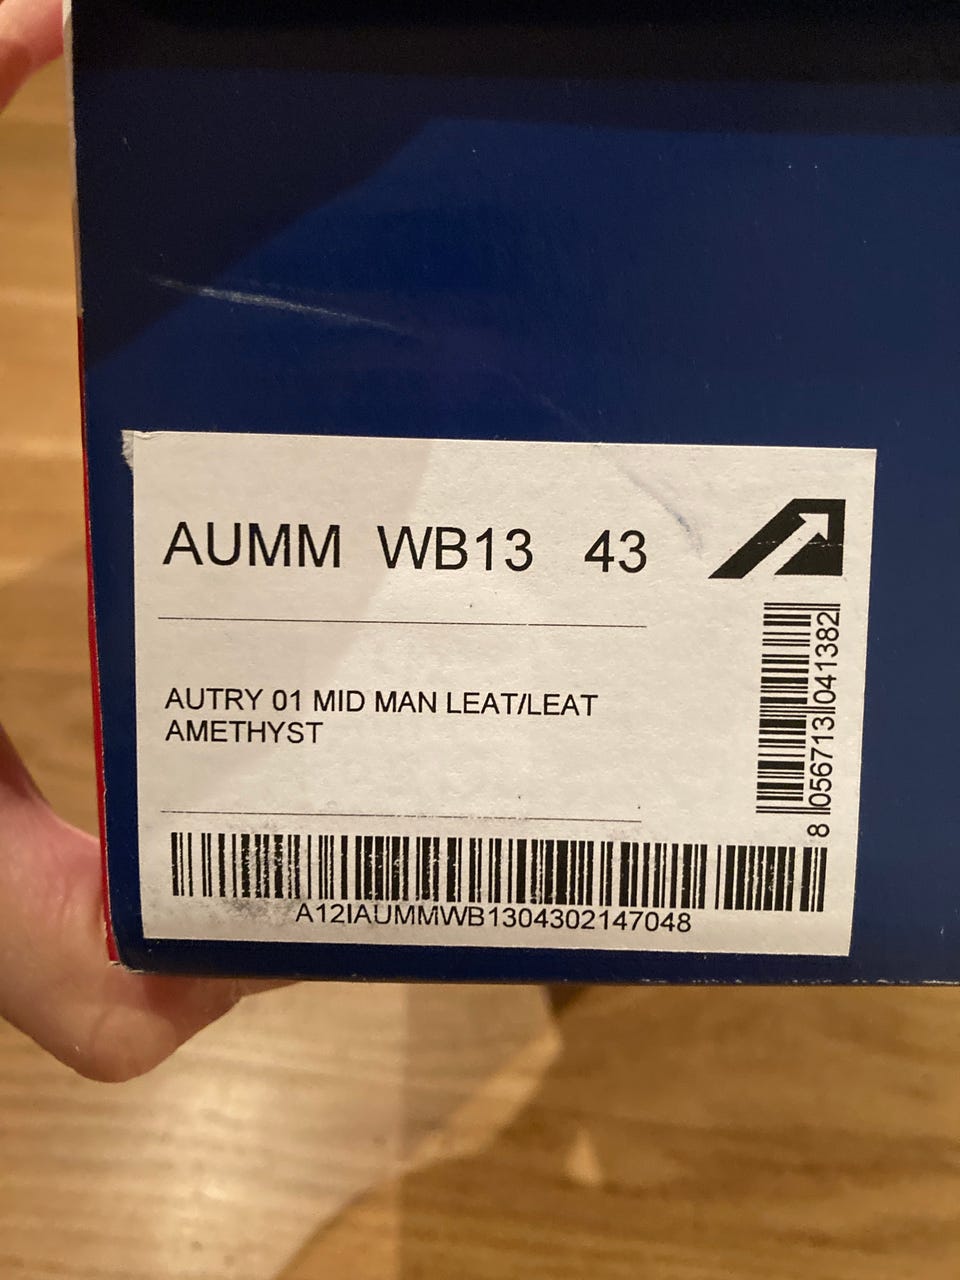 AUMM WB13 43
AUTRY 01 MID MAN LEAT/LEAT
AMETHYST
8 056713 041382
A12IAUMMWB1304302147048